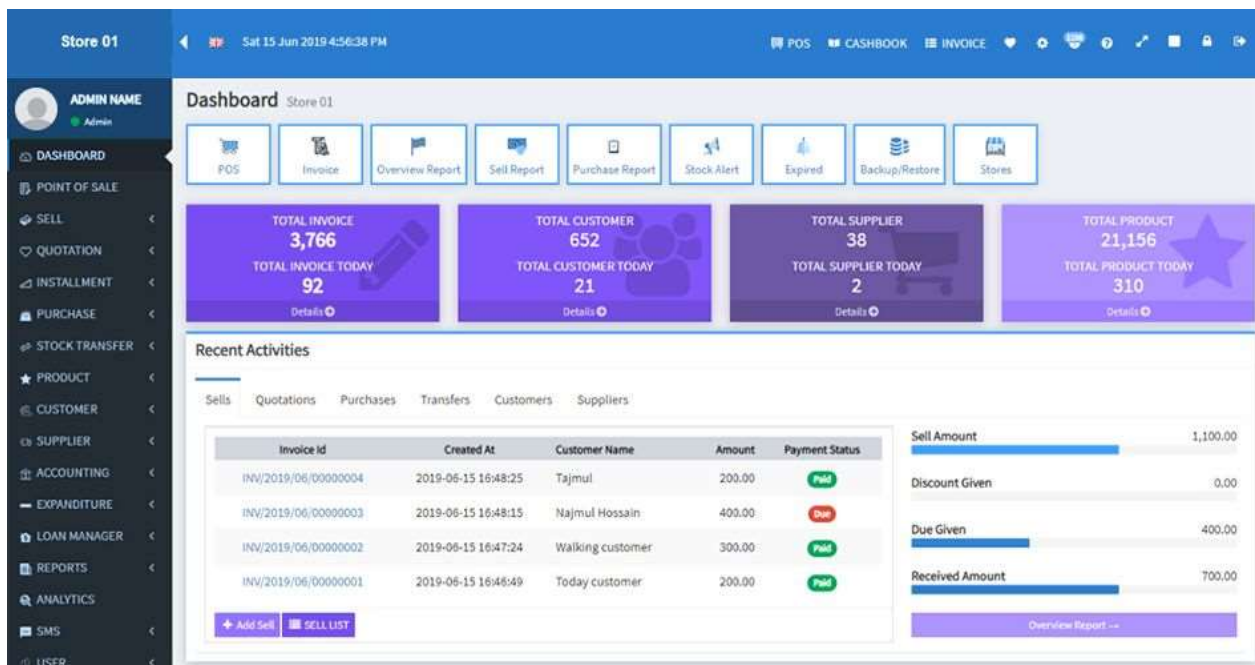 Store 01
Sat 15 Jun 2019 4:56:38 PM
POS CASHBOOK INVOICE
ADMIN NAME
Admin
DASHBOARD
POINT OF SALE
SELL
QUOTATION
INSTALLMENT
PURCHASE
STOCK TRANSFER
PRODUCT
CUSTOMER
SUPPLIER
ACCOUNTING
EXPANDITURE
LOAN MANAGER
REPORTS
ANALYTICS
SMS
USER
Dashboard Store 01
POS Invoice Overview Report Sell Report Purchase Report Stock Alert Expired Backup/Restore Stores
TOTAL INVOICE
3,766
TOTAL INVOICE TODAY
92
Details
TOTAL CUSTOMER
652
TOTAL CUSTOMER TODAY
21
Details
TOTAL SUPPLIER
38
TOTAL SUPPLIER TODAY
2
Details
TOTAL PRODUCT
21,156
TOTAL PRODUCT TODAY
310
Details
Recent Activities
Sells Quotations Purchases Transfers Customers Suppliers
Invoice Id Created At Customer Name Amount Payment Status
INV/2019/06/00000004 2019-06-15 16:48:25 Tajmul 200.00 Paid
INV/2019/06/00000003 2019-06-15 16:48:15 Najmul Hossain 400.00 Due
INV/2019/06/00000002 2019-06-15 16:47:24 Walking customer 300.00 Paid
INV/2019/06/00000001 2019-06-15 16:46:49 Today customer 200.00 Paid
+ Add Sell SELL LIST
Sell Amount 1,100.00
Discount Given 0.00
Due Given 400.00
Received Amount 700.00
Overview Report →